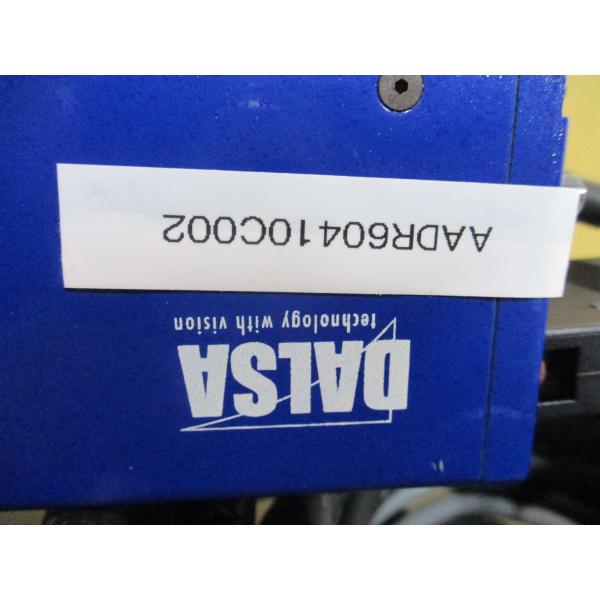 DALSA
technology with vision
AADR60410C002